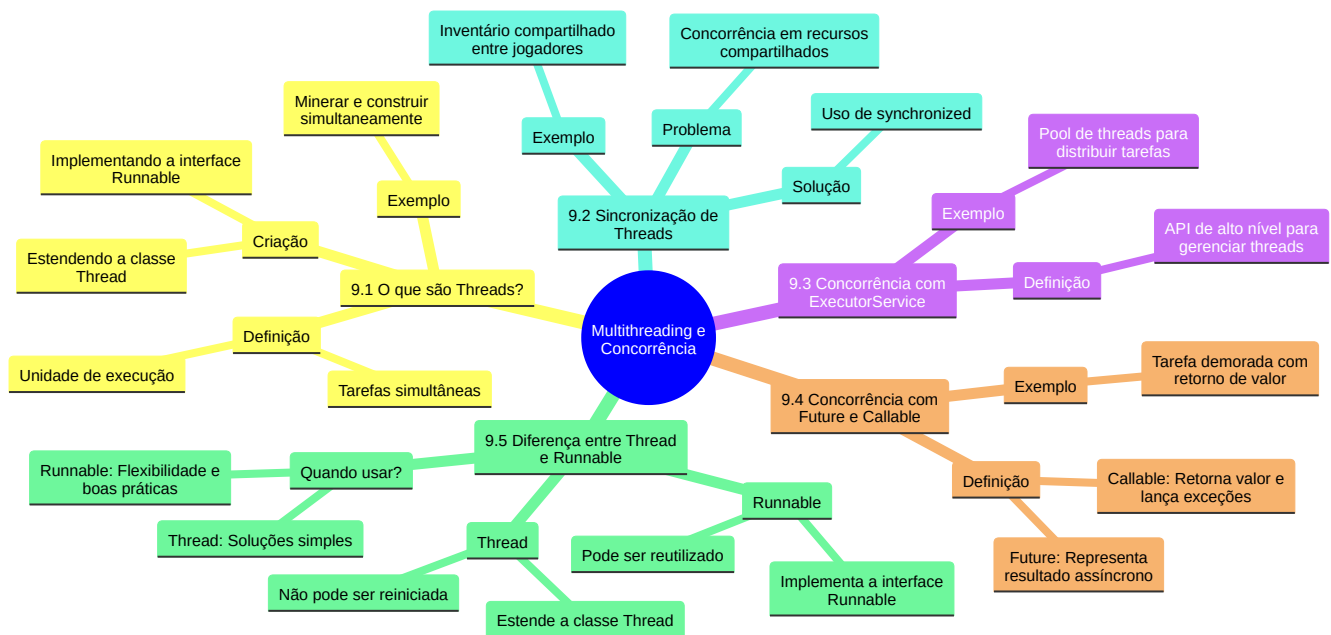 Multithreading e
Concorrência
9.1 O que são Threads?
Definição
Unidade de execução
Tarefas simultâneas
Criação
Estendendo a classe
Thread
Implementando a interface
Runnable
Exemplo
Minerar e construir
simultaneamente
9.2 Sincronização de
Threads
Exemplo
Inventário compartilhado
entre jogadores
Problema
Concorrência em recursos
compartilhados
Solução
Uso de synchronized
9.3 Concorrência com
ExecutorService
Exemplo
Pool de threads para
distribuir tarefas
Definição
API de alto nível para
gerenciar threads
9.4 Concorrência com
Future e Callable
Exemplo
Tarefa demorada com
retorno de valor
Definição
Callable: Retorna valor e
lança exceções
Future: Representa
resultado assíncrono
9.5 Diferença entre Thread
e Runnable
Runnable
Implementa a interface
Runnable
Pode ser reutilizado
Thread
Estende a classe Thread
Não pode ser reiniciada
Quando usar?
Thread: Soluções simples
Runnable: Flexibilidade e
boas práticas